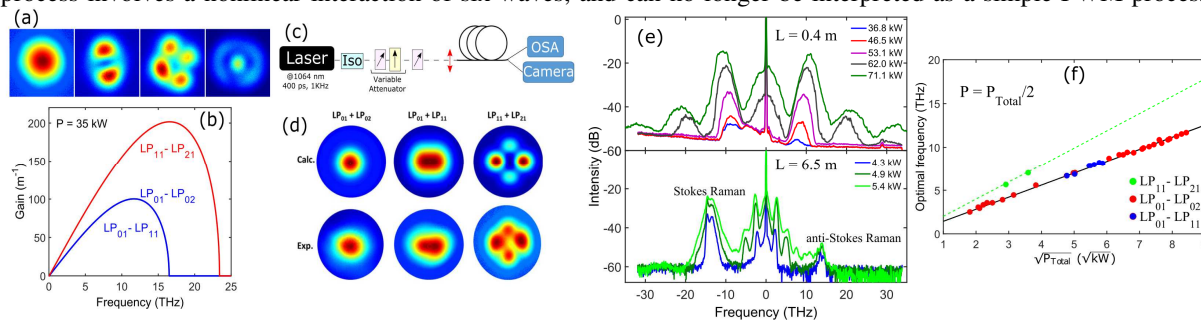 process involves a nonlinear interaction of six waves, and can no longer be interpreted as a simple FWM process
(a)
(c)
Laser
@1064 nm
400 ps, 1KHz
Iso
Variable
Attenuator
OSA
Camera
(b)
P = 35 kW
LP11- LP21
LP01- LP02
LP01- LP11
Gain (m-1)
200
150
100
50
0
0 5 10 15 20 25
Frequency (THz)
(d)
LP01 + LP02
LP01 + LP11
LP11 + LP21
Calc.
Exp.
(e)
L = 0.4 m
36.8 kW
46.5 kW
53.1 kW
62.0 kW
71.1 kW
-20
-40
-60
L = 6.5 m
4.3 kW
4.9 kW
5.4 kW
Stokes Raman
anti-Stokes Raman
-20
-40
-60
Intensity (dB)
-30 -20 -10 0 10 20 30
Frequency (THz)
(f)
P = PTotal/2
LP11- LP21
LP01- LP02
LP01- LP11
Optimal frequency (THz)
20
15
10
5
0
1 2 3 4 5 6 7 8
√PTotal (√kW)